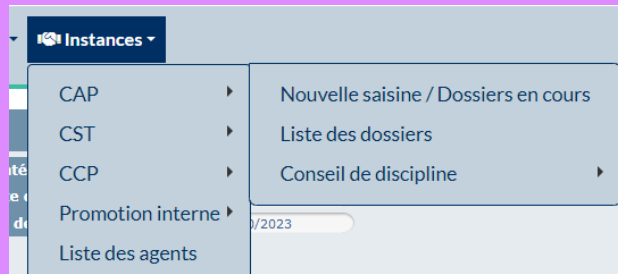 Instances
CAP
CST
CCP
Promotion interne
Liste des agents
Nouvelle saisine / Dossiers en cours
Liste des dossiers
Conseil de discipline
/2023